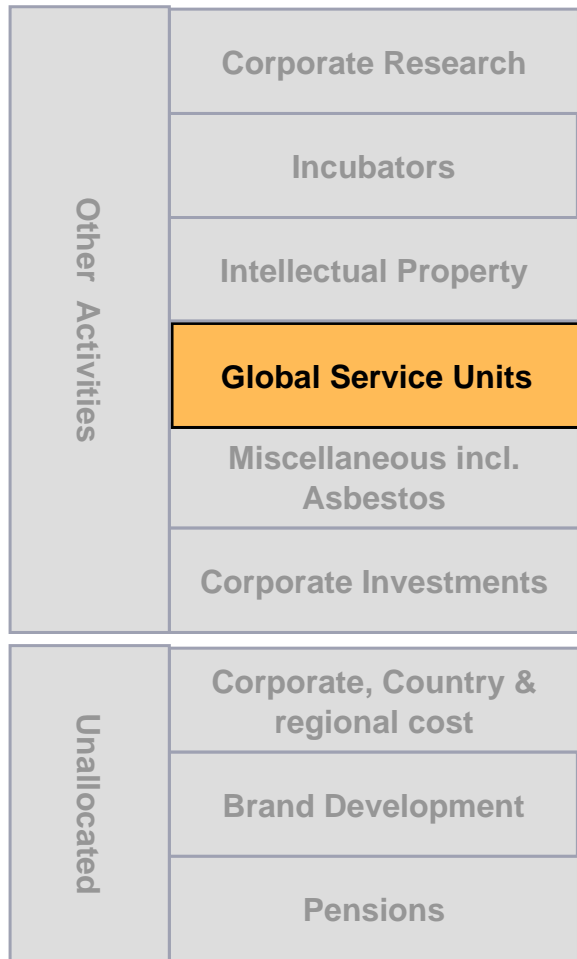 Other Activities
Corporate Research
Incubators
Intellectual Property
Global Service Units
Miscellaneous incl.
Asbestos
Corporate Investments
Unallocated
Corporate, Country &
regional cost
Brand Development
Pensions